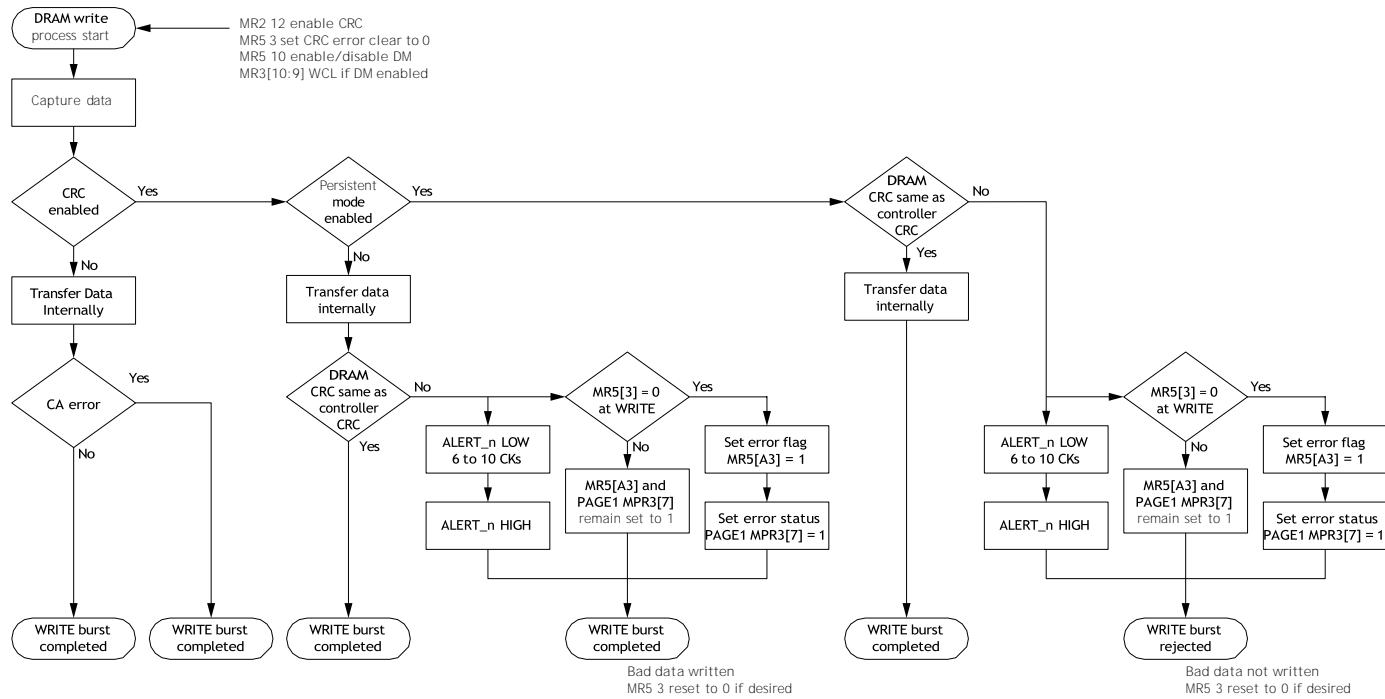 DRAM write
process start
MR2 12 enable CRC
MR5 3 set CRC error clear to 0
MR5 10 enable/disable DM
MR3[10:9] WCL if DM enabled
Capture data
CRC
enabled
Yes
Persistent
mode
enabled
Yes
DRAM
CRC same as
controller
CRC
No
No
No
Yes
Transfer Data
Internally
Transfer data
internally
Transfer data
internally
CA error
Yes
No
DRAM
CRC same as
controller
CRC
No
Yes
MR5[3] = 0
at WRITE
Yes
No
MR5[3] = 0
at WRITE
Yes
No
ALERT_n LOW
6 to 10 CKs
Set error flag
MR5[A3] = 1
ALERT_n LOW
6 to 10 CKs
Set error flag
MR5[A3] = 1
MR5[A3] and
PAGE1 MPR3[7]
remain set to 1
MR5[A3] and
PAGE1 MPR3[7]
remain set to 1
ALERT_n HIGH
Set error status
PAGE1 MPR3[7] = 1
ALERT_n HIGH
Set error status
PAGE1 MPR3[7] = 1
WRITE burst
completed
WRITE burst
completed
WRITE burst
completed
WRITE burst
completed
WRITE burst
completed
WRITE burst
rejected
Bad data written
MR5 3 reset to 0 if desired
Bad data not written
MR5 3 reset to 0 if desired